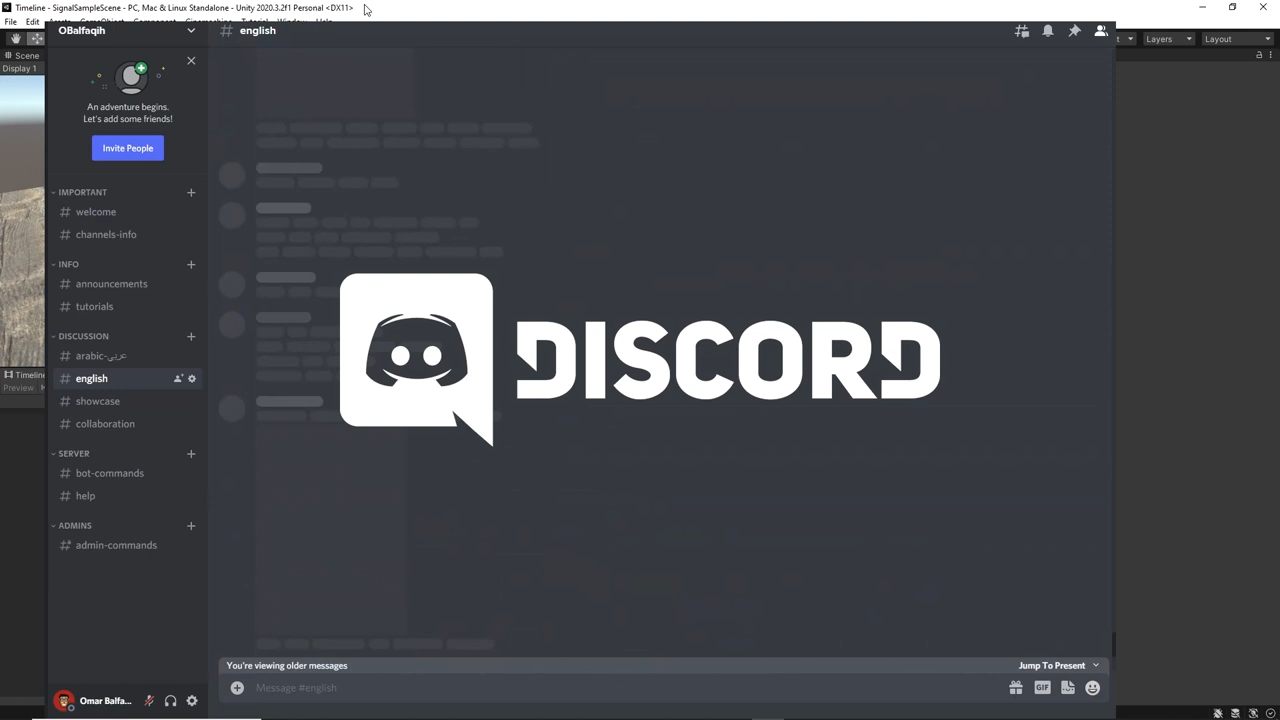 Timeline - SignalSampleScene - PC, Mac & Linux Standalone - Unity 2020.3.2f1 Personal <DX11>
File Edit
Scene
Display 1
Layers
Layout
Timeline
Preview
OBalfaqih
An adventure begins.
Let's add some friends!
Invite People
IMPORTANT
welcome
channels-info
INFO
announcements
tutorials
DISCUSSION
arabic-عربي
english
showcase
collaboration
SERVER
bot-commands
help
ADMINS
admin-commands
Omar Balfa...
english
DISCORD
You're viewing older messages
Jump To Present
Message #english
GIF